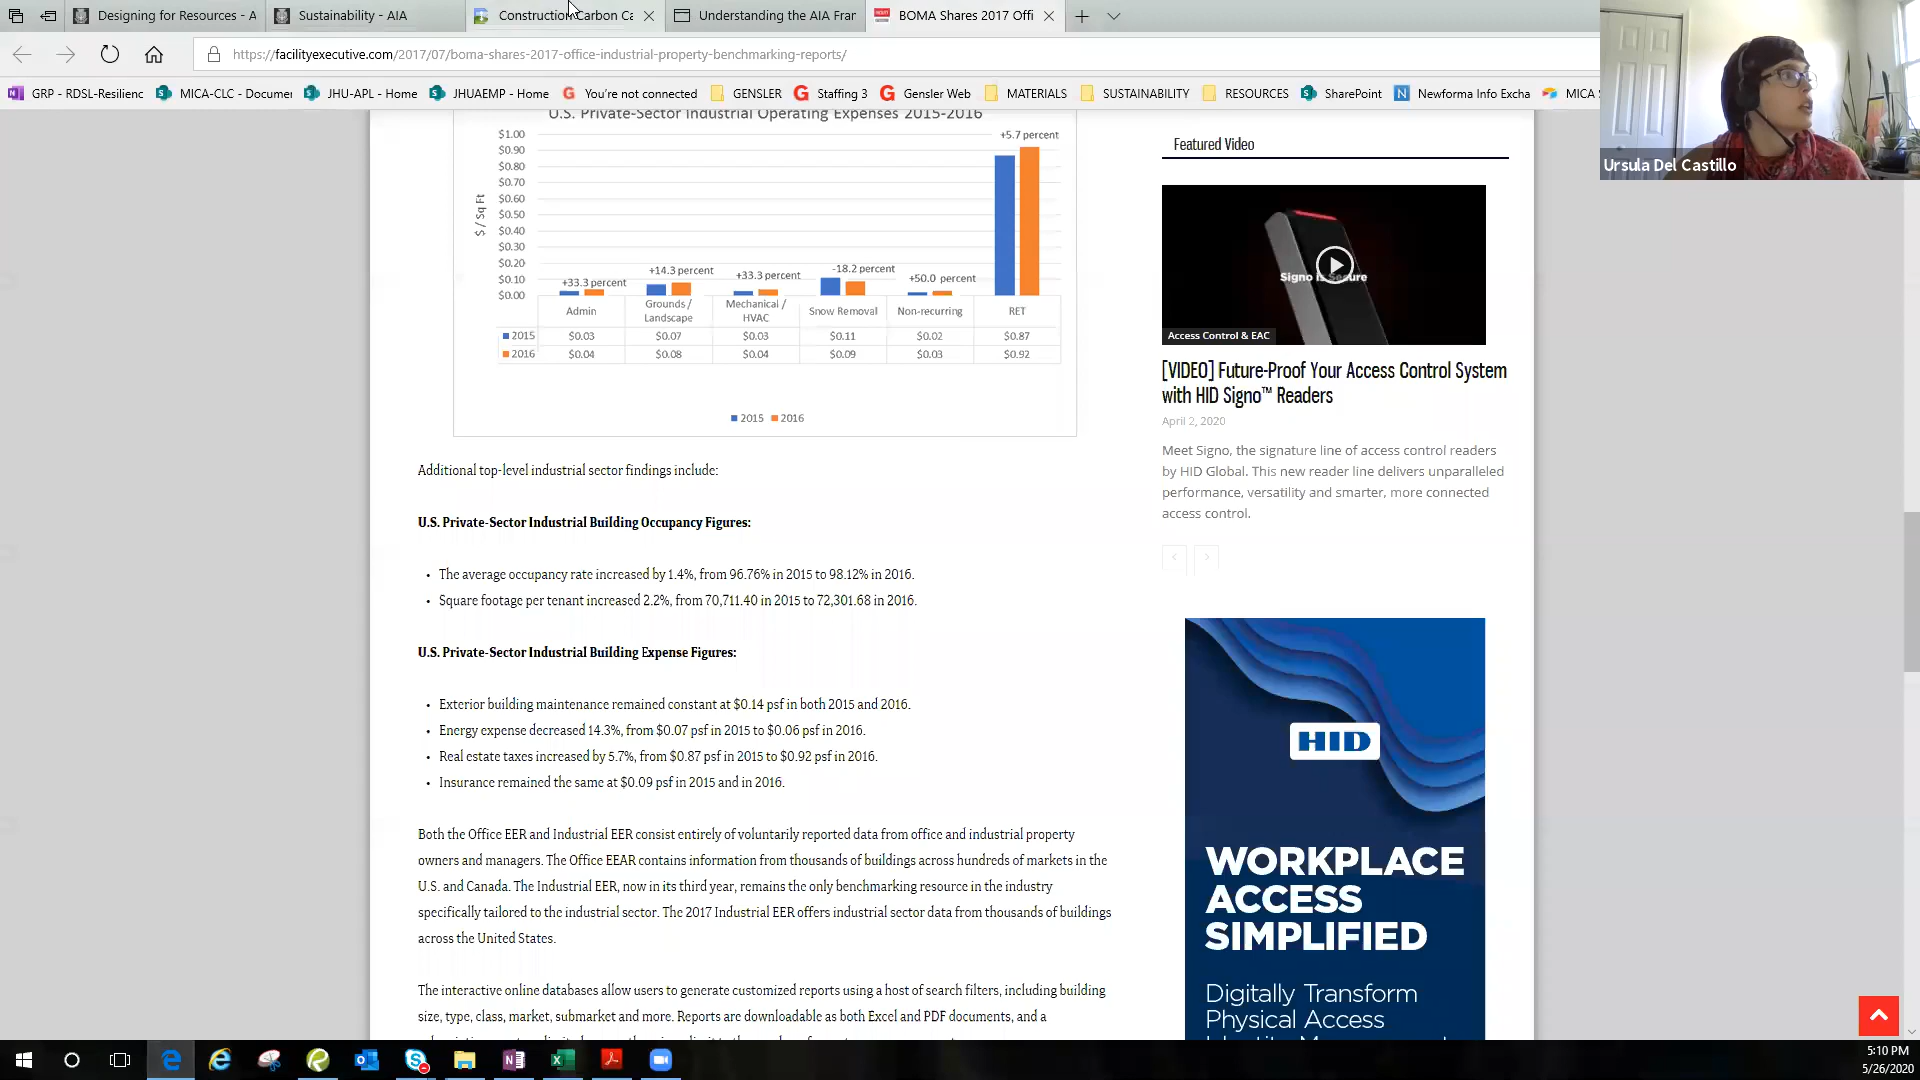 Designing for Resources - A
Sustainability - AIA
Construction Carbon Ca
Understanding the AIA Frar
BOMA Shares 2017 Offi
https://facilityexecutive.com/2017/07/boma-shares-2017-office-industrial-property-benchmarking-reports/
GRP - RDSL-Resilienc
MICA-CLC - Documer
JHU-APL - Home
JHUAEMP - Home
You're not connected
GENSLER
Staffing 3
Gensler Web
MATERIALS
SUSTAINABILITY
RESOURCES
SharePoint
Newforma Info Excha
MICA S
Ursula Del Castillo
U.S. Private-Sector Industrial Operating Expenses 2015-2016
$ / Sq Ft
$1.00
$0.90
$0.80
$0.70
$0.60
$0.50
$0.40
$0.30
$0.20
$0.10
$0.00
+33.3 percent
+14.3 percent
+33.3 percent
-18.2 percent
+50.0 percent
+5.7 percent
Admin
Grounds /
Landscape
Mechanical /
HVAC
Snow Removal
Non-recurring
RET
2015 $0.03 $0.07 $0.03 $0.11 $0.02 $0.87
2016 $0.04 $0.08 $0.04 $0.09 $0.03 $0.92
2015 2016
Additional top-level industrial sector findings include:
U.S. Private-Sector Industrial Building Occupancy Figures:
• The average occupancy rate increased by 1.4%, from 96.76% in 2015 to 98.12% in 2016.
• Square footage per tenant increased 2.2%, from 70,711.40 in 2015 to 72,301.68 in 2016.
U.S. Private-Sector Industrial Building Expense Figures:
• Exterior building maintenance remained constant at $0.14 psf in both 2015 and 2016.
• Energy expense decreased 14.3%, from $0.07 psf in 2015 to $0.06 psf in 2016.
• Real estate taxes increased by 5.7%, from $0.87 psf in 2015 to $0.92 psf in 2016.
• Insurance remained the same at $0.09 psf in 2015 and in 2016.
Both the Office EER and Industrial EER consist entirely of voluntarily reported data from office and industrial property
owners and managers. The Office EEAR contains information from thousands of buildings across hundreds of markets in the
U.S. and Canada. The Industrial EER, now in its third year, remains the only benchmarking resource in the industry
specifically tailored to the industrial sector. The 2017 Industrial EER offers industrial sector data from thousands of buildings
across the United States.
The interactive online databases allow users to generate customized reports using a host of search filters, including building
size, type, class, market, submarket and more. Reports are downloadable as both Excel and PDF documents, and a
Featured Video
Signo is Secure
Access Control & EAC
[VIDEO] Future-Proof Your Access Control System
with HID Signo™ Readers
April 2, 2020
Meet Signo, the signature line of access control readers
by HID Global. This new reader line delivers unparalleled
performance, versatility and smarter, more connected
access control.
HID
WORKPLACE
ACCESS
SIMPLIFIED
Digitally Transform
Physical Access
5:10 PM
5/26/2020